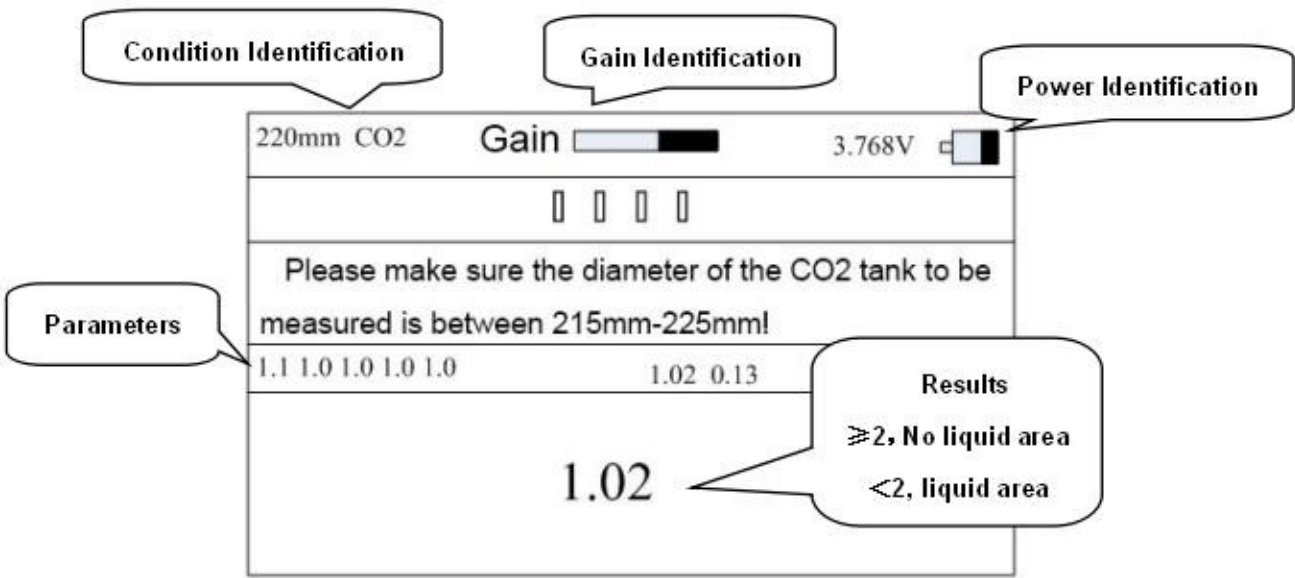 Condition Identification
Gain Identification
Power Identification
220mm CO2
Gain
3.768V
Please make sure the diameter of the CO2 tank to be
measured is between 215mm-225mm!
Parameters
1.1 1.0 1.0 1.0 1.0
1.02 0.13
Results
≥2, No liquid area
<2, liquid area
1.02